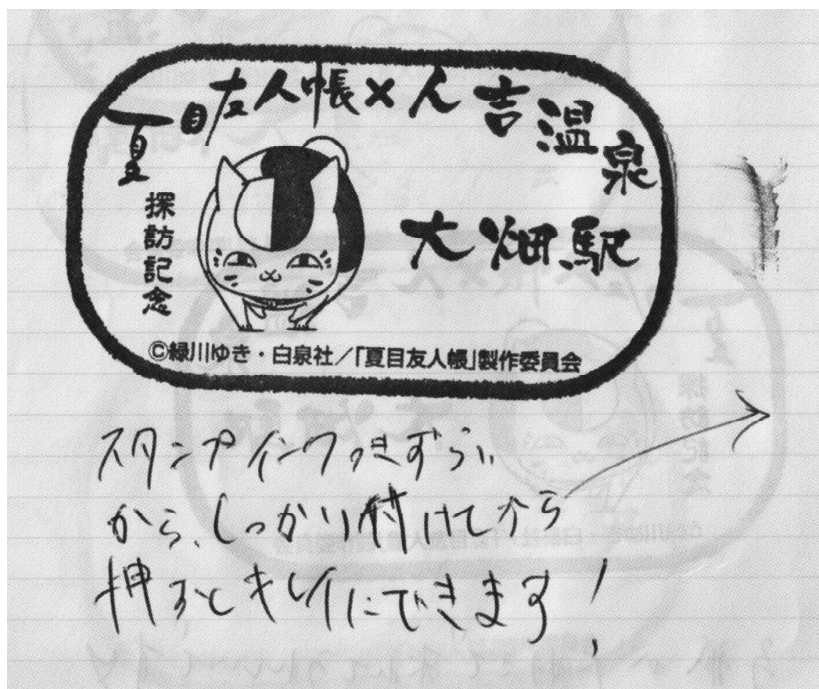 夏目友人帳×人吉温泉
探訪記念
大畑駅
©緑川ゆき・白泉社/「夏目友人帳」製作委員会
スタンプインクつきずらい
から、しっかり付けてから
押すとキレイにできます!